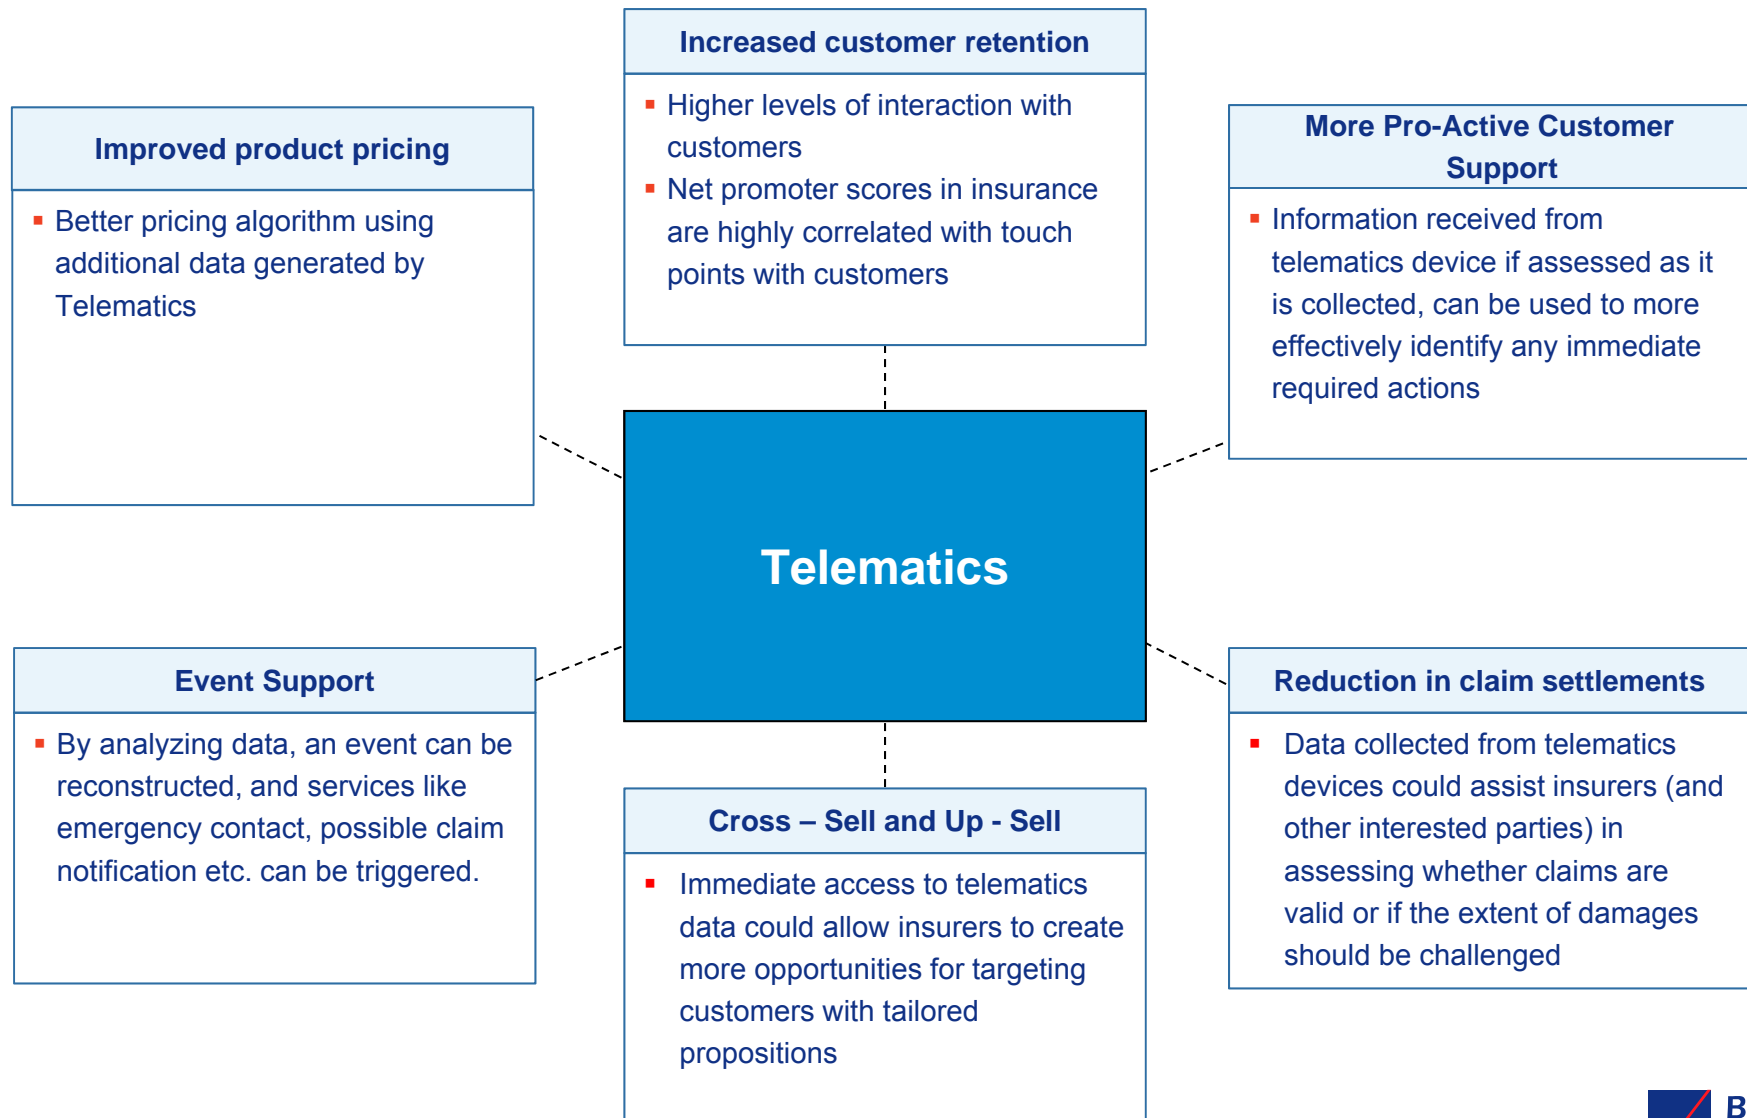 Increased customer retention
▪ Higher levels of interaction with
customers
▪ Net promoter scores in insurance
are highly correlated with touch
points with customers
Improved product pricing
▪ Better pricing algorithm using
additional data generated by
Telematics
More Pro-Active Customer
Support
▪ Information received from
telematics device if assessed as it
is collected, can be used to more
effectively identify any immediate
required actions
Telematics
Event Support
▪ By analyzing data, an event can be
reconstructed, and services like
emergency contact, possible claim
notification etc. can be triggered.
Cross – Sell and Up - Sell
▪ Immediate access to telematics
data could allow insurers to create
more opportunities for targeting
customers with tailored
propositions
Reduction in claim settlements
▪ Data collected from telematics
devices could assist insurers (and
other interested parties) in
assessing whether claims are
valid or if the extent of damages
should be challenged
B